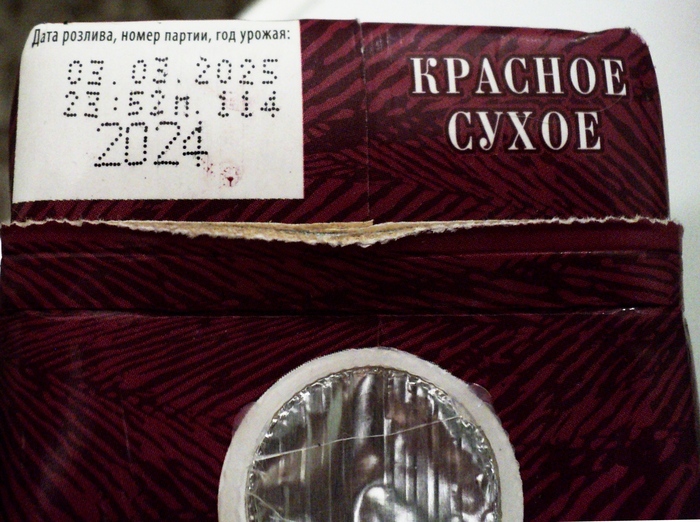 Дата розлива, номер партии, год урожая:
03.03.2025
23:52п.114
2024
КРАСНОЕ
СУХОЕ